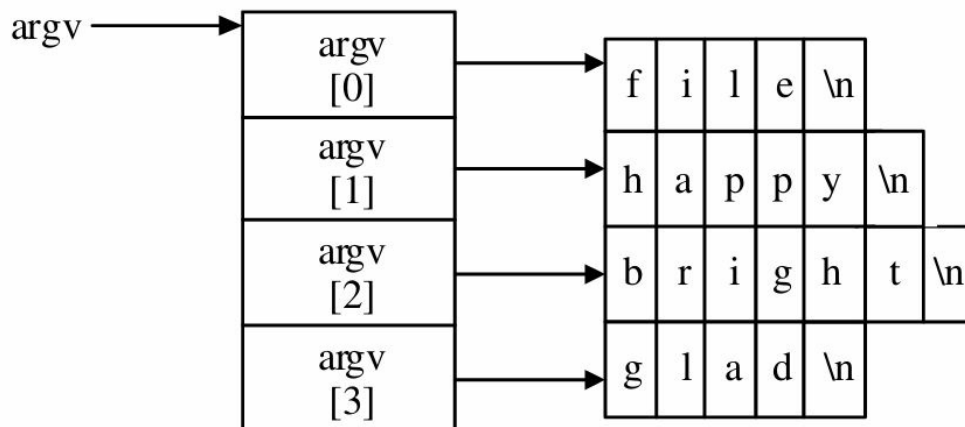 argv
argv
[0]
f i l e \n
argv
[1]
h a p p y \n
argv
[2]
b r i g h t \n
argv
[3]
g l a d \n